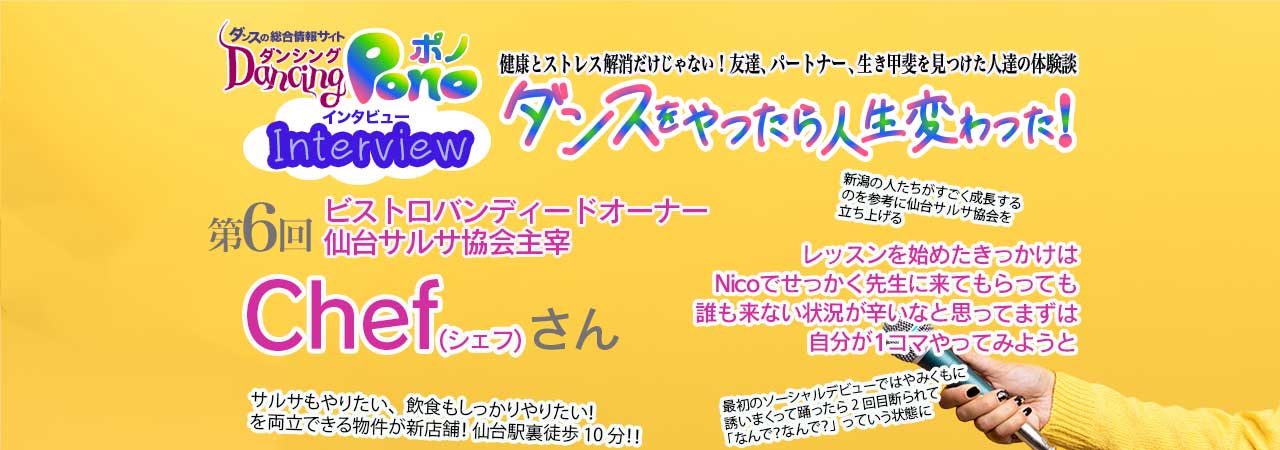 ダンスの総合情報サイト
ダンシング
Dancing
ポノ
Pono
インタビュー
Interview
健康とストレス解消だけじゃない！友達、パートナー、生き甲斐を見つけた人達の体験談
ダンスをやったら人生変わった！
第6回
ビストロバンディードオーナー
仙台サルサ協会主宰
Chef(シェフ)さん
サルサもやりたい、飲食もしっかりやりたい！
を両立できる物件が新店舗！仙台駅裏徒歩10分！！
新潟の人たちがすごく成長する
のを参考に仙台サルサ協会を
立ち上げる
レッスンを始めたきっかけは
Nicoでせっかく先生に来てもらっても
誰も来ない状況が辛いなと思ってまずは
自分が1コマやってみようと
最初のソーシャルデビューではやみくもに
誘いまくって踊ったら2回目断られて
「なんで？なんで？」っていう状態に